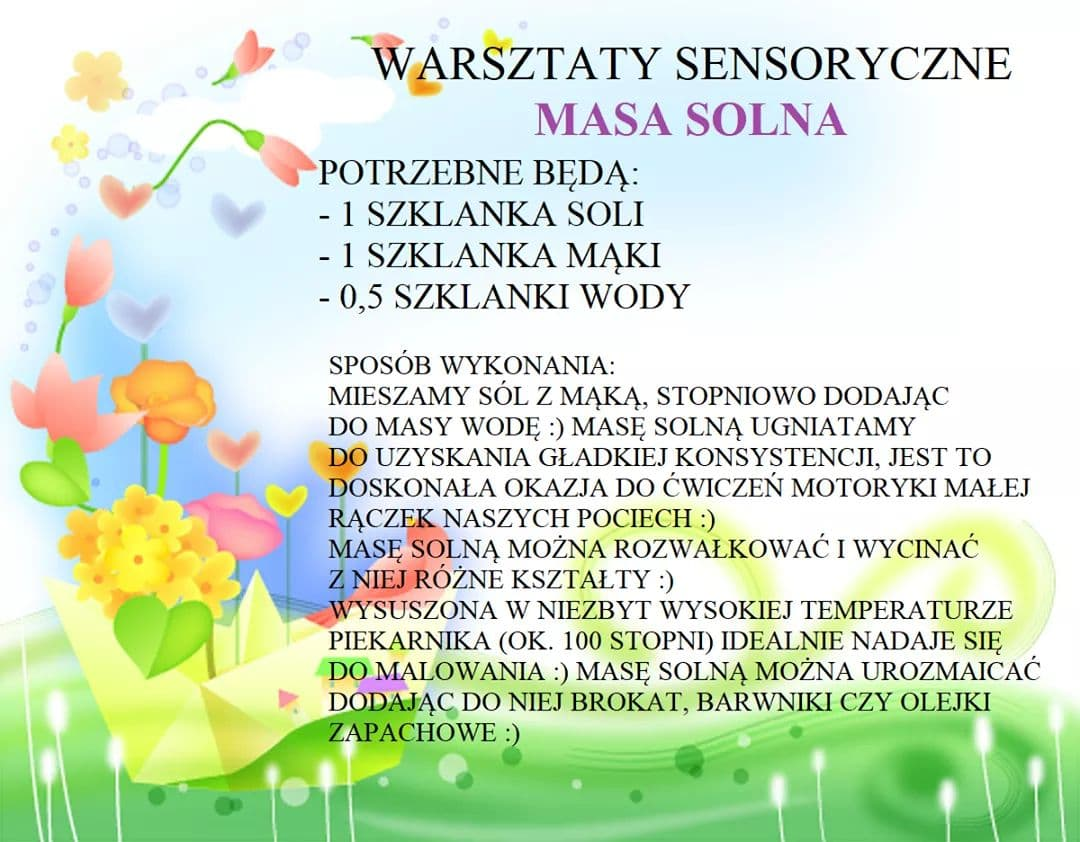 WARSZTATY SENSORYCZNE
MASA SOLNA
POTRZEBNE BĘDĄ:
- 1 SZKLANKA SOLI
- 1 SZKLANKA MĄKI
- 0,5 SZKLANKI WODY
SPOSÓB WYKONANIA:
MIESZAMY SÓL Z MĄKĄ, STOPNIOWO DODAJĄC
DO MASY WODĘ :) MASĘ SOLNĄ UGNIATAMY
DO UZYSKANIA GŁADKIEJ KONSYSTENCJI, JEST TO
DOSKONAŁA OKAZJA DO ĆWICZEŃ MOTORYKI MAŁEJ
RĄCZEK NASZYCH POCIECH :)
MASĘ SOLNĄ MOŻNA ROZWAŁKOWAĆ I WYCINAĆ
Z NIEJ RÓŻNE KSZTAŁTY :)
WYSUSZONA W NIEZBYT WYSOKIEJ TEMPERATURZE
PIEKARNIKA (OK. 100 STOPNI) IDEALNIE NADAJE SIĘ
DO MALOWANIA :) MASĘ SOLNĄ MOŻNA UROZMAICAĆ
DODAJĄC DO NIEJ BROKAT, BARWNIKI CZY OLEJKI
ZAPACHOWE :)